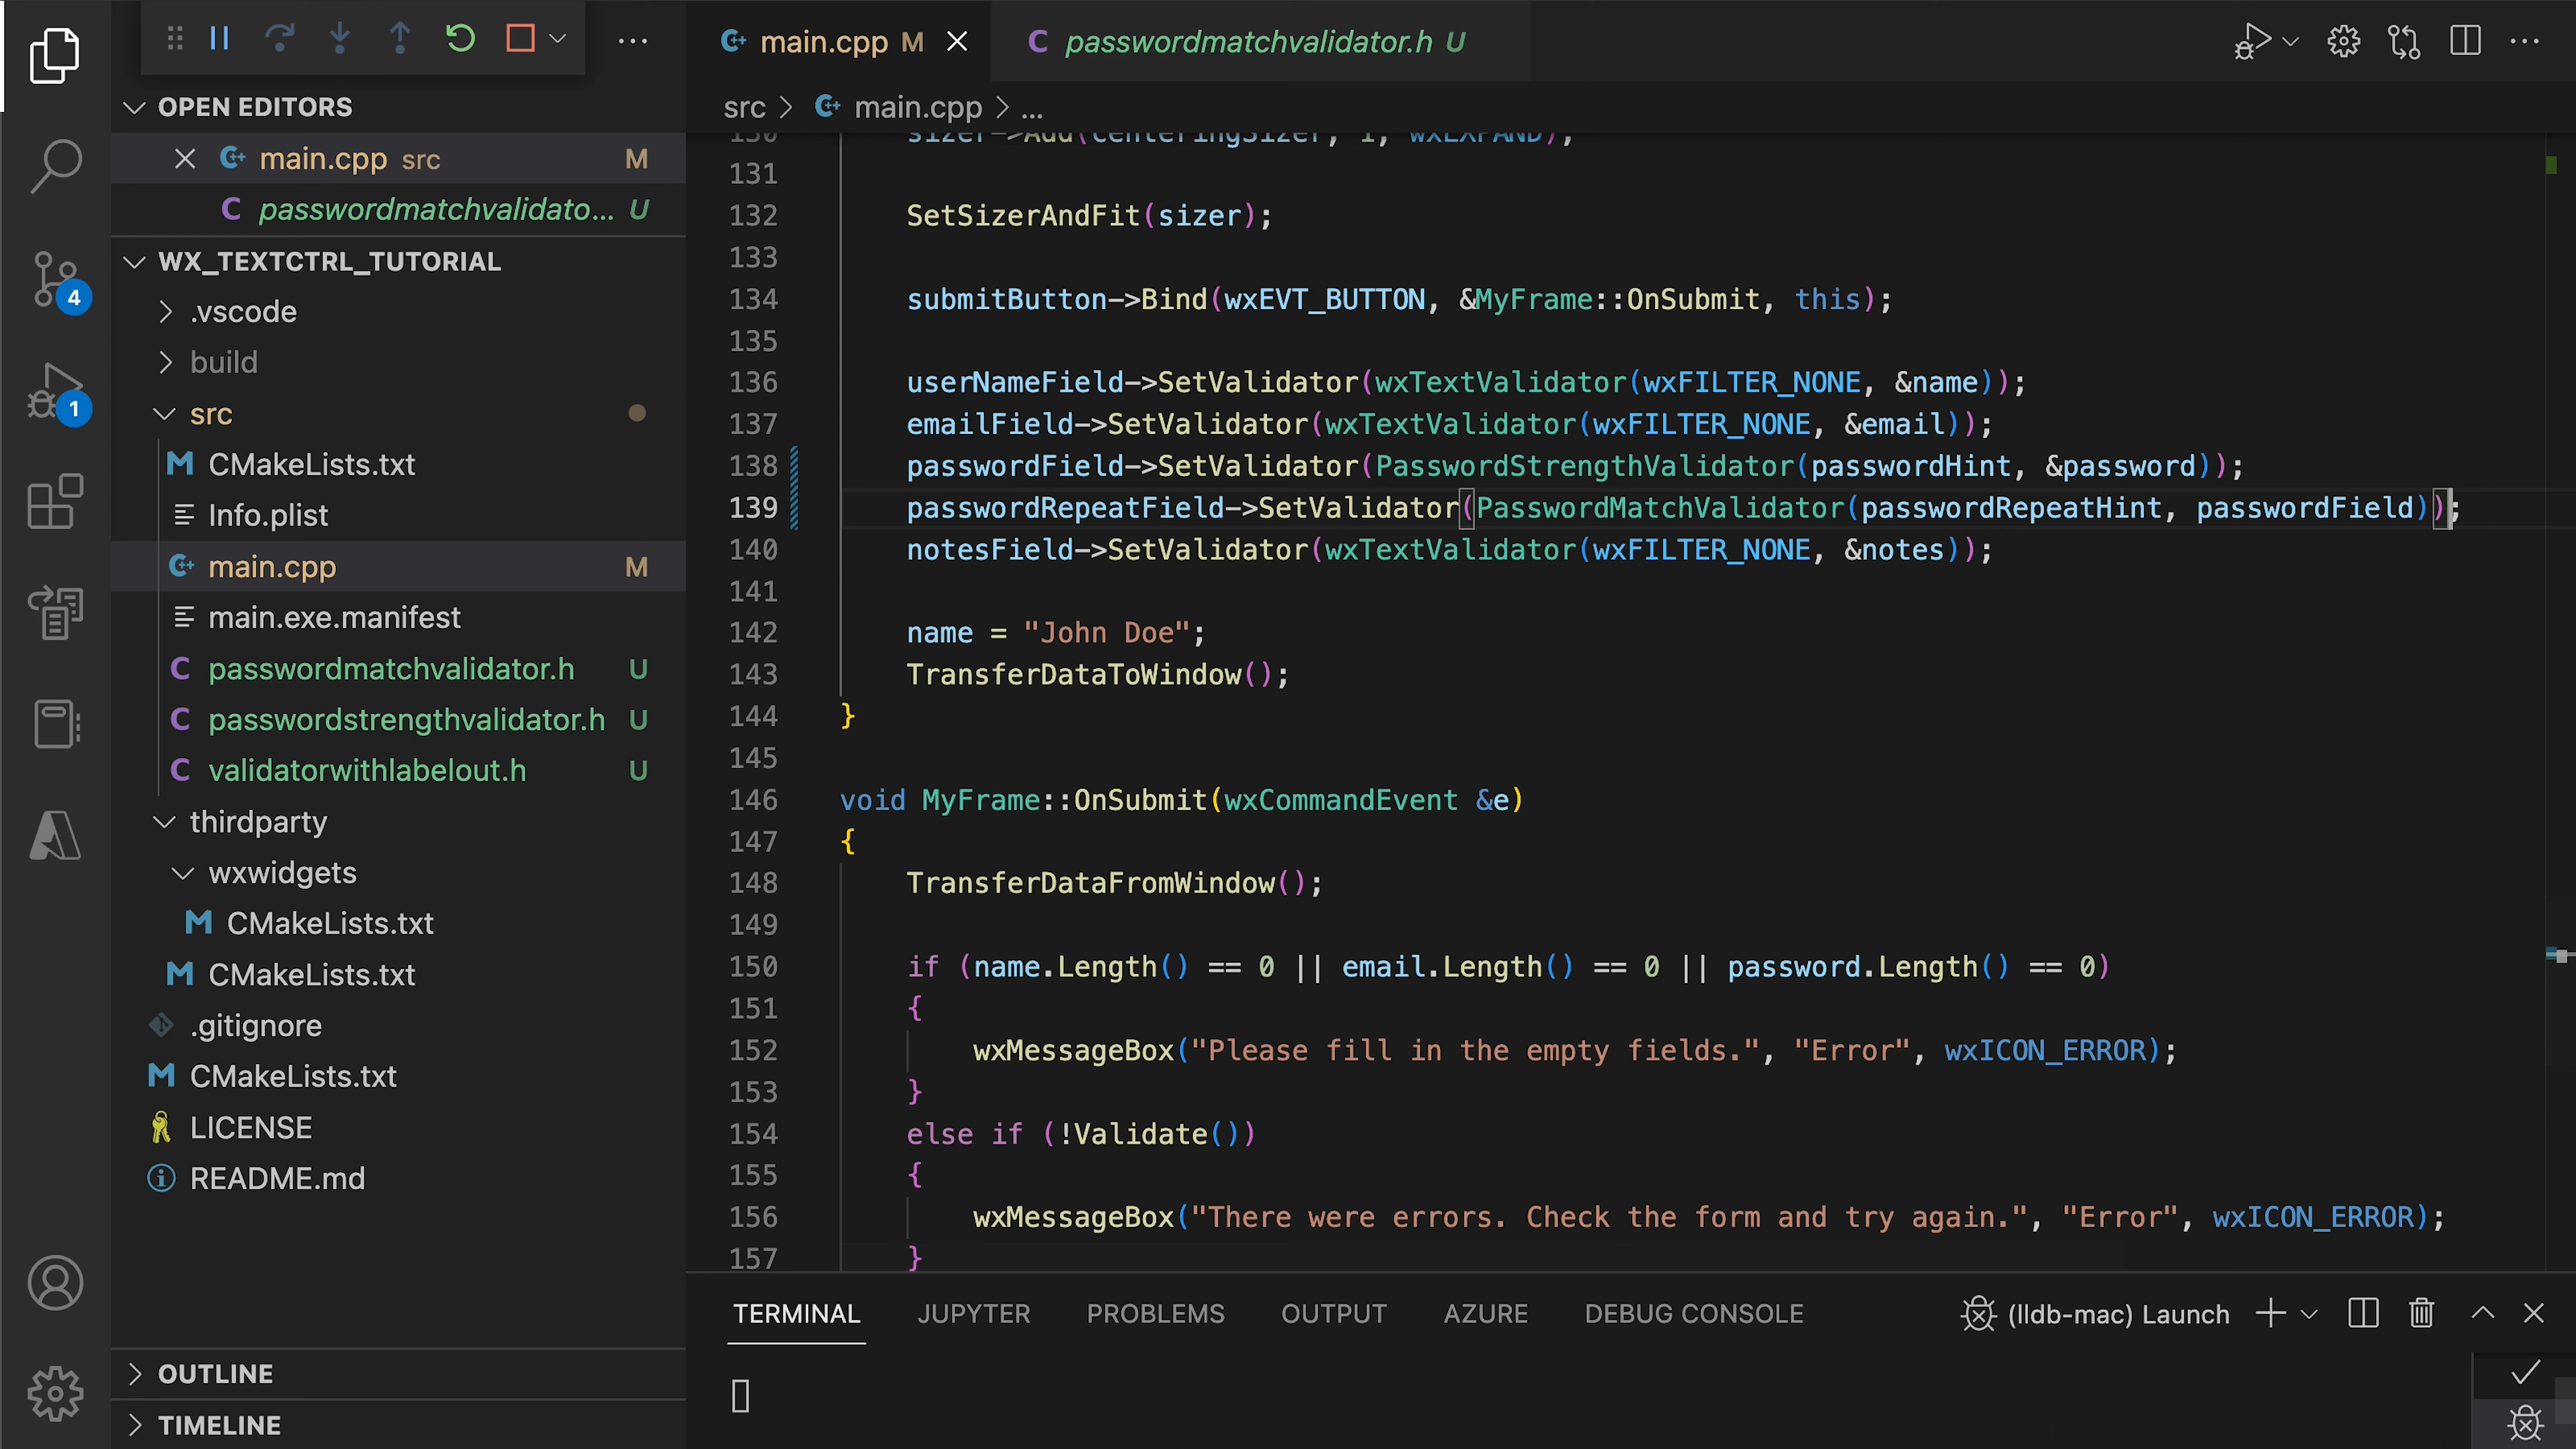 main.cpp M
passwordmatchvalidator.h U
OPEN EDITORS
main.cpp src M
passwordmatchvalidato... U
WX_TEXTCTRL_TUTORIAL
.vscode
4
build
1
src
CMakeLists.txt
Info.plist
main.cpp M
main.exe.manifest
passwordmatchvalidator.h U
passwordstrengthvalidator.h U
validatorwithlabelout.h U
thirdparty
wxwidgets
CMakeLists.txt
CMakeLists.txt
.gitignore
CMakeLists.txt
LICENSE
README.md
OUTLINE
TIMELINE
src > main.cpp > ...
130 sizer->Add(centeringSizer, 1, wxEXPAND);
131
132 SetSizerAndFit(sizer);
133
134 submitButton->Bind(wxEVT_BUTTON, &MyFrame::OnSubmit, this);
135
136 userNameField->SetValidator(wxTextValidator(wxFILTER_NONE, &name));
137 emailField->SetValidator(wxTextValidator(wxFILTER_NONE, &email));
138 passwordField->SetValidator(PasswordStrengthValidator(passwordHint, &password));
139 passwordRepeatField->SetValidator(PasswordMatchValidator(passwordRepeatHint, passwordField));
140 notesField->SetValidator(wxTextValidator(wxFILTER_NONE, &notes));
141
142 name = "John Doe";
143 TransferDataToWindow();
144 }
145
146 void MyFrame::OnSubmit(wxCommandEvent &e)
147 {
148 TransferDataFromWindow();
149
150 if (name.Length() == 0 || email.Length() == 0 || password.Length() == 0)
151 {
152 wxMessageBox("Please fill in the empty fields.", "Error", wxICON_ERROR);
153 }
154 else if (!Validate())
155 {
156 wxMessageBox("There were errors. Check the form and try again.", "Error", wxICON_ERROR);
157 }
TERMINAL JUPYTER PROBLEMS OUTPUT AZURE DEBUG CONSOLE (lldb-mac) Launch